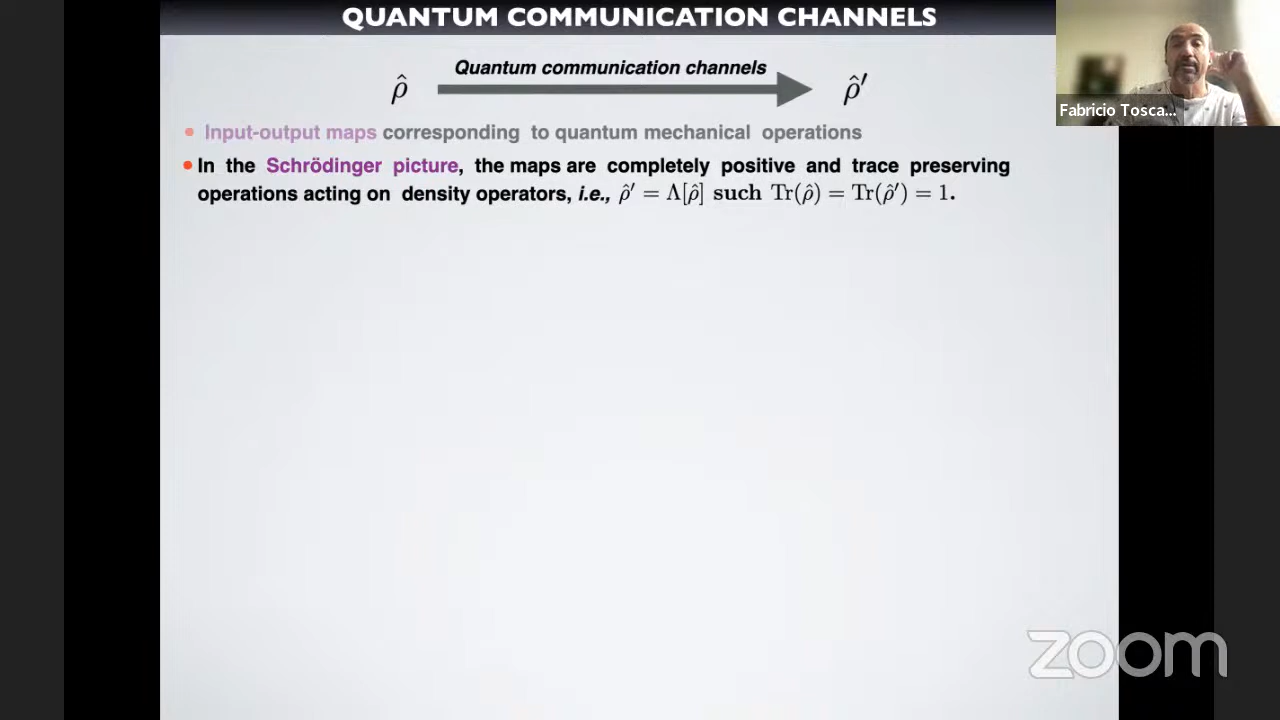 QUANTUM COMMUNICATION CHANNELS
ρ̂ Quantum communication channels ρ̂′
Fabricio Tosca...
• Input-output maps corresponding to quantum mechanical operations
• In the Schrödinger picture, the maps are completely positive and trace preserving
operations acting on density operators, i.e., ρ̂′ = Λ[ρ̂] such Tr(ρ̂) = Tr(ρ̂′) = 1.
zoom